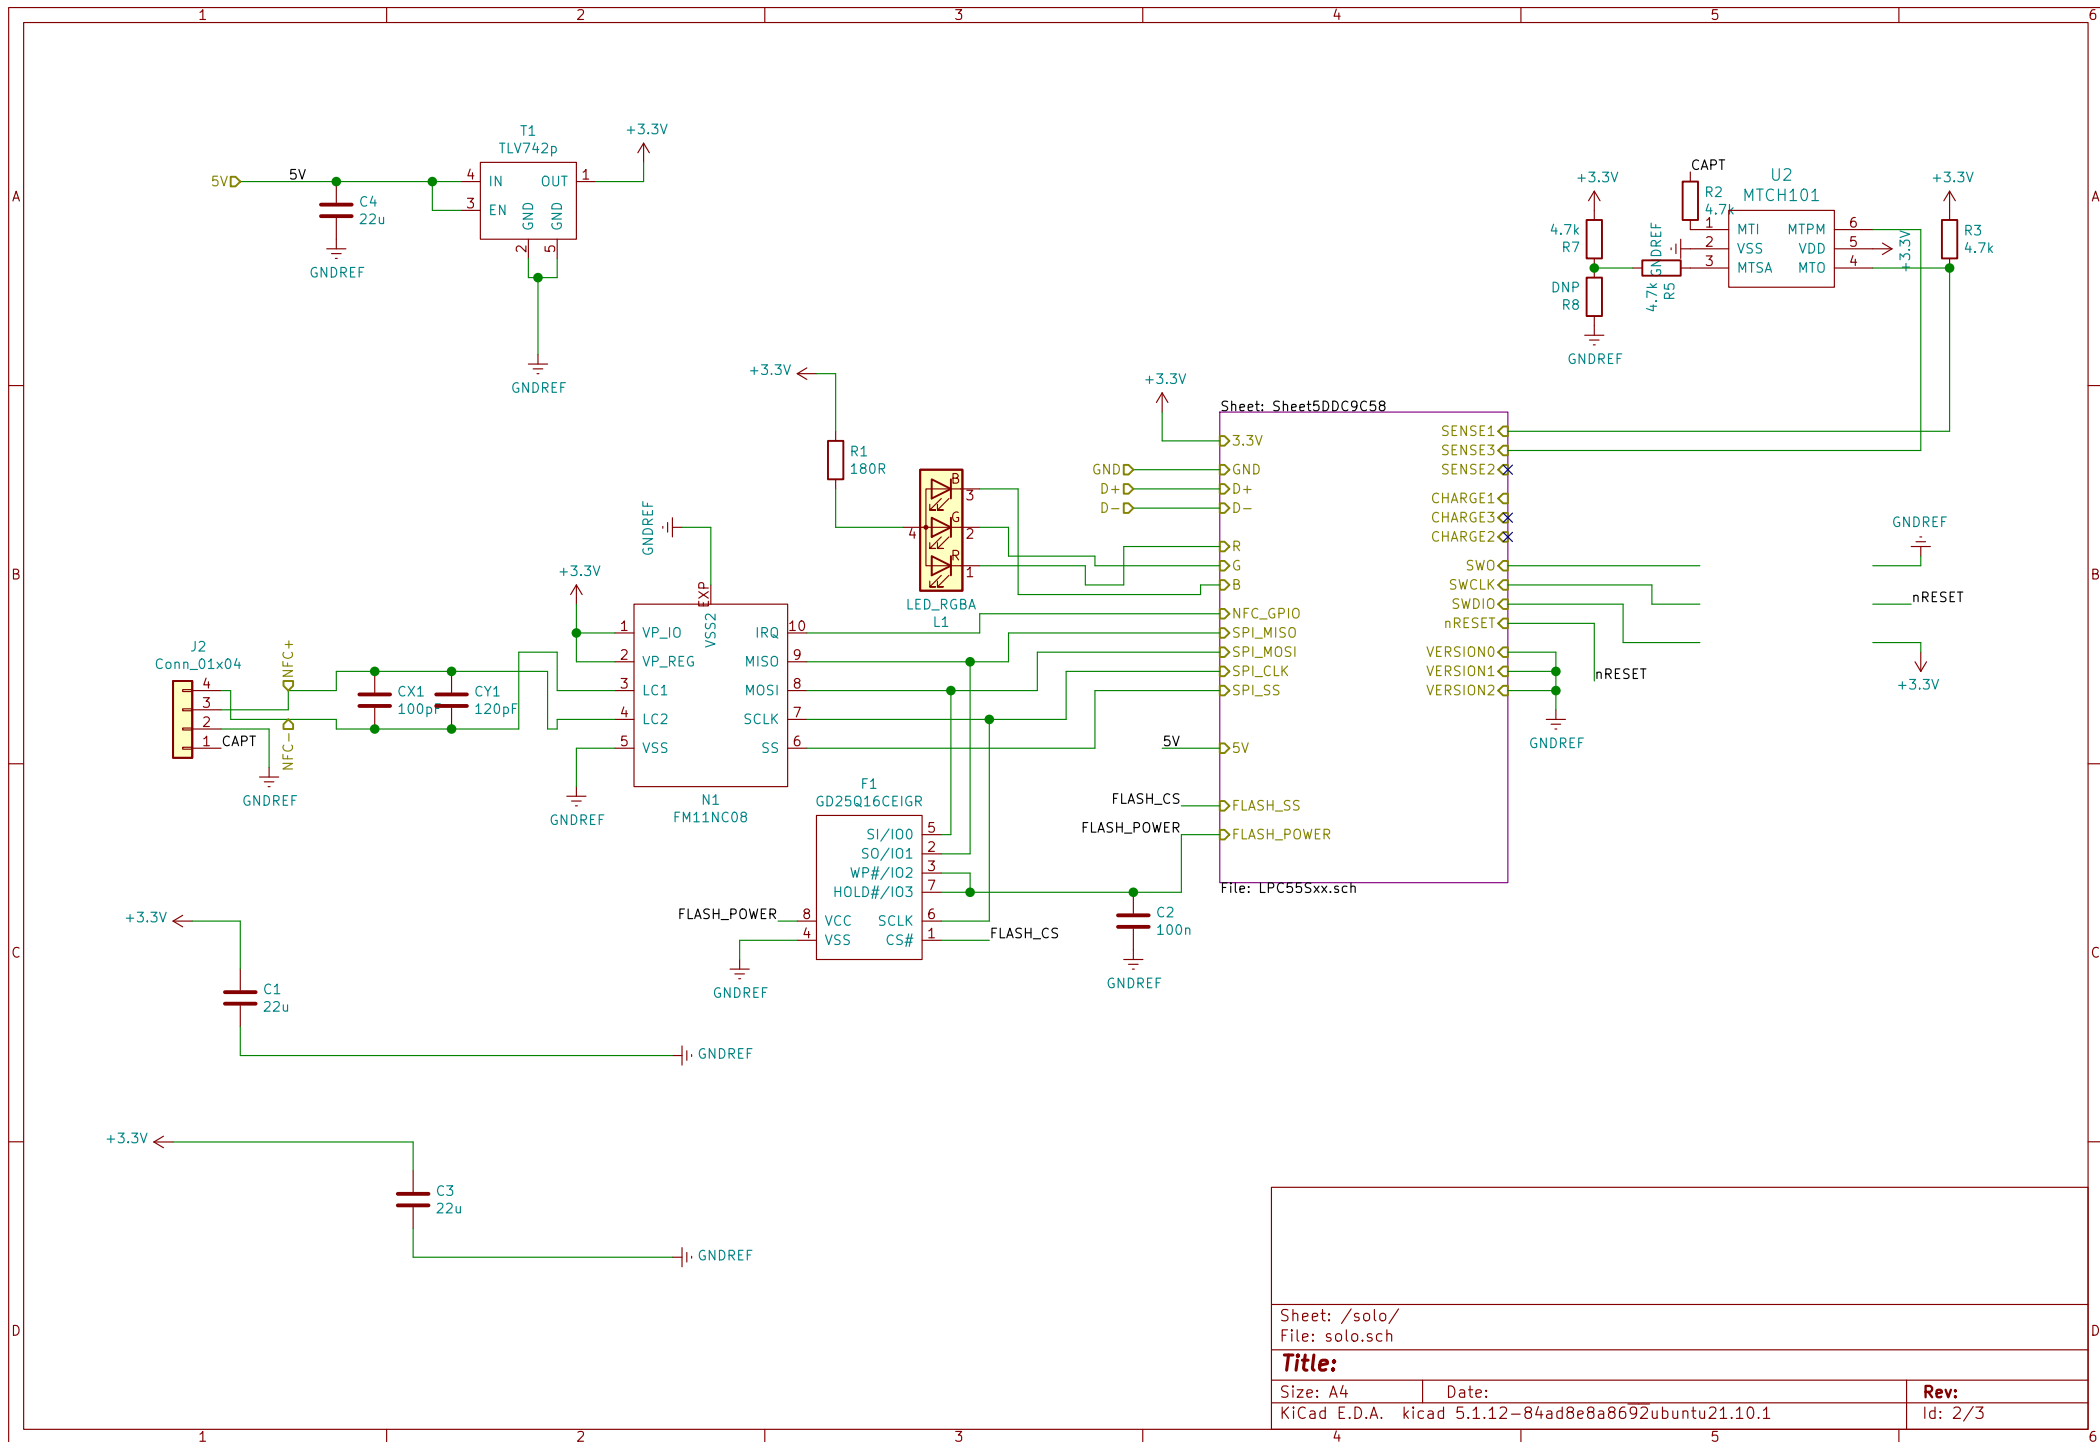 1 2 3 4 5 6
A
B
C
D
T1
TLV742p
+3.3V
5V
5V
C4
22u
GNDREF
4 IN OUT 1
3 EN
GND GND
2 5
GNDREF
CAPT
R2
4.7k
U2
MTCH101
+3.3V
4.7k
R7
DNP
R8
GNDREF
GNDREF
4.7k
R5
1 MTI MTPM 6
2 VSS VDD 5
3 MTSA MTO 4
+3.3V
+3.3V
R3
4.7k
+3.3V
R1
180R
B 3
4 G 2
R 1
LED_RGBA
L1
+3.3V
Sheet: Sheet5DDC9C58
3.3V
GND GND
D+ D+
D- D-
R
G
B
NFC_GPIO
SPI_MISO
SPI_MOSI
SPI_CLK
SPI_SS
5V 5V
FLASH_CS FLASH_SS
FLASH_POWER FLASH_POWER
File: LPC55Sxx.sch
SENSE1
SENSE3
SENSE2
CHARGE1
CHARGE3
CHARGE2
SWO
SWCLK
SWDIO
nRESET
VERSION0
VERSION1
VERSION2
nRESET
GNDREF
GNDREF
nRESET
+3.3V
GNDREF
EXP
VSS2
+3.3V
1 VP_IO IRQ 10
2 VP_REG MISO 9
3 LC1 MOSI 8
4 LC2 SCLK 7
5 VSS SS 6
N1
FM11NC08
GNDREF
J2
Conn_01x04
4
3
2
1
CAPT
NFC+
NFC-
GNDREF
CX1
100pF
CY1
120pF
F1
GD25Q16CEIGR
SI/IO0 5
SO/IO1 2
WP#/IO2 3
HOLD#/IO3 7
FLASH_POWER 8 VCC SCLK 6
4 VSS CS# 1
FLASH_CS
GNDREF
C2
100n
GNDREF
+3.3V
C1
22u
GNDREF
+3.3V
C3
22u
GNDREF
Sheet: /solo/
File: solo.sch
Title:
Size: A4 Date: Rev:
KiCad E.D.A. kicad 5.1.12-84ad8e8a8692ubuntu21.10.1 Id: 2/3
A
B
C
D
1 2 3 4 5 6